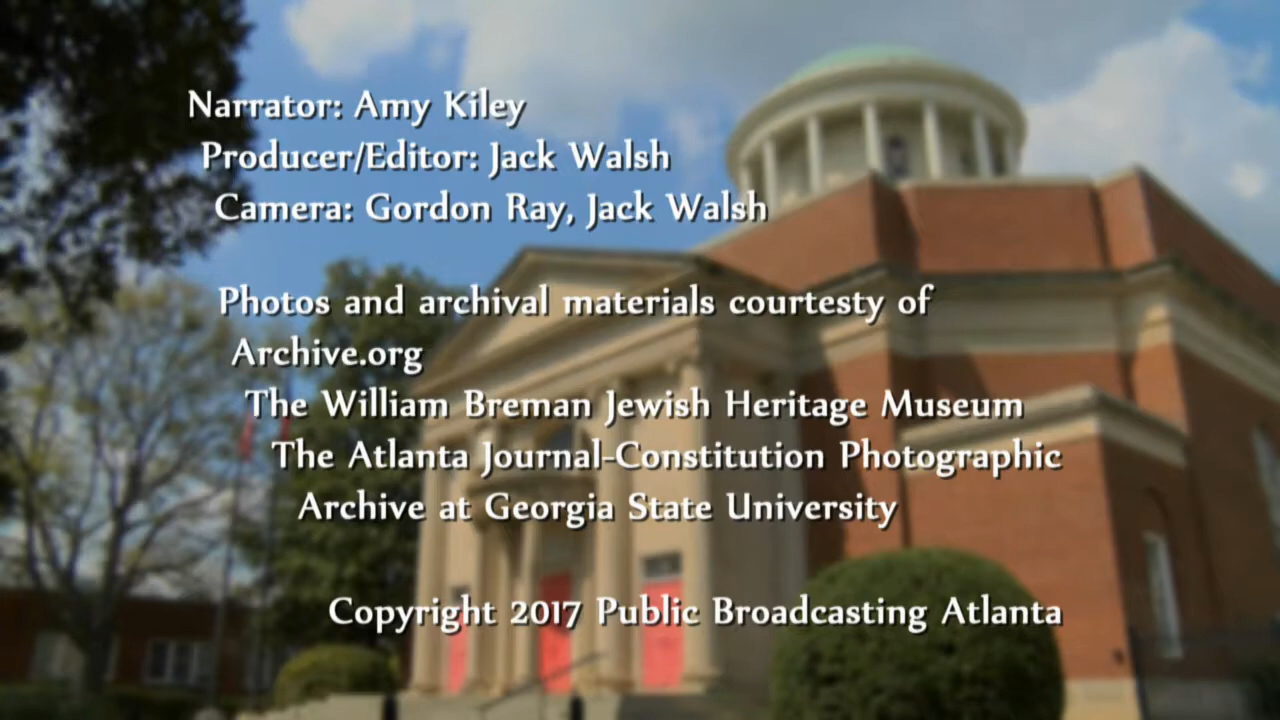 Narrator: Amy Kiley
Producer/Editor: Jack Walsh
Camera: Gordon Ray, Jack Walsh
Photos and archival materials courtesty of
Archive.org
The William Breman Jewish Heritage Museum
The Atlanta Journal-Constitution Photographic
Archive at Georgia State University
Copyright 2017 Public Broadcasting Atlanta